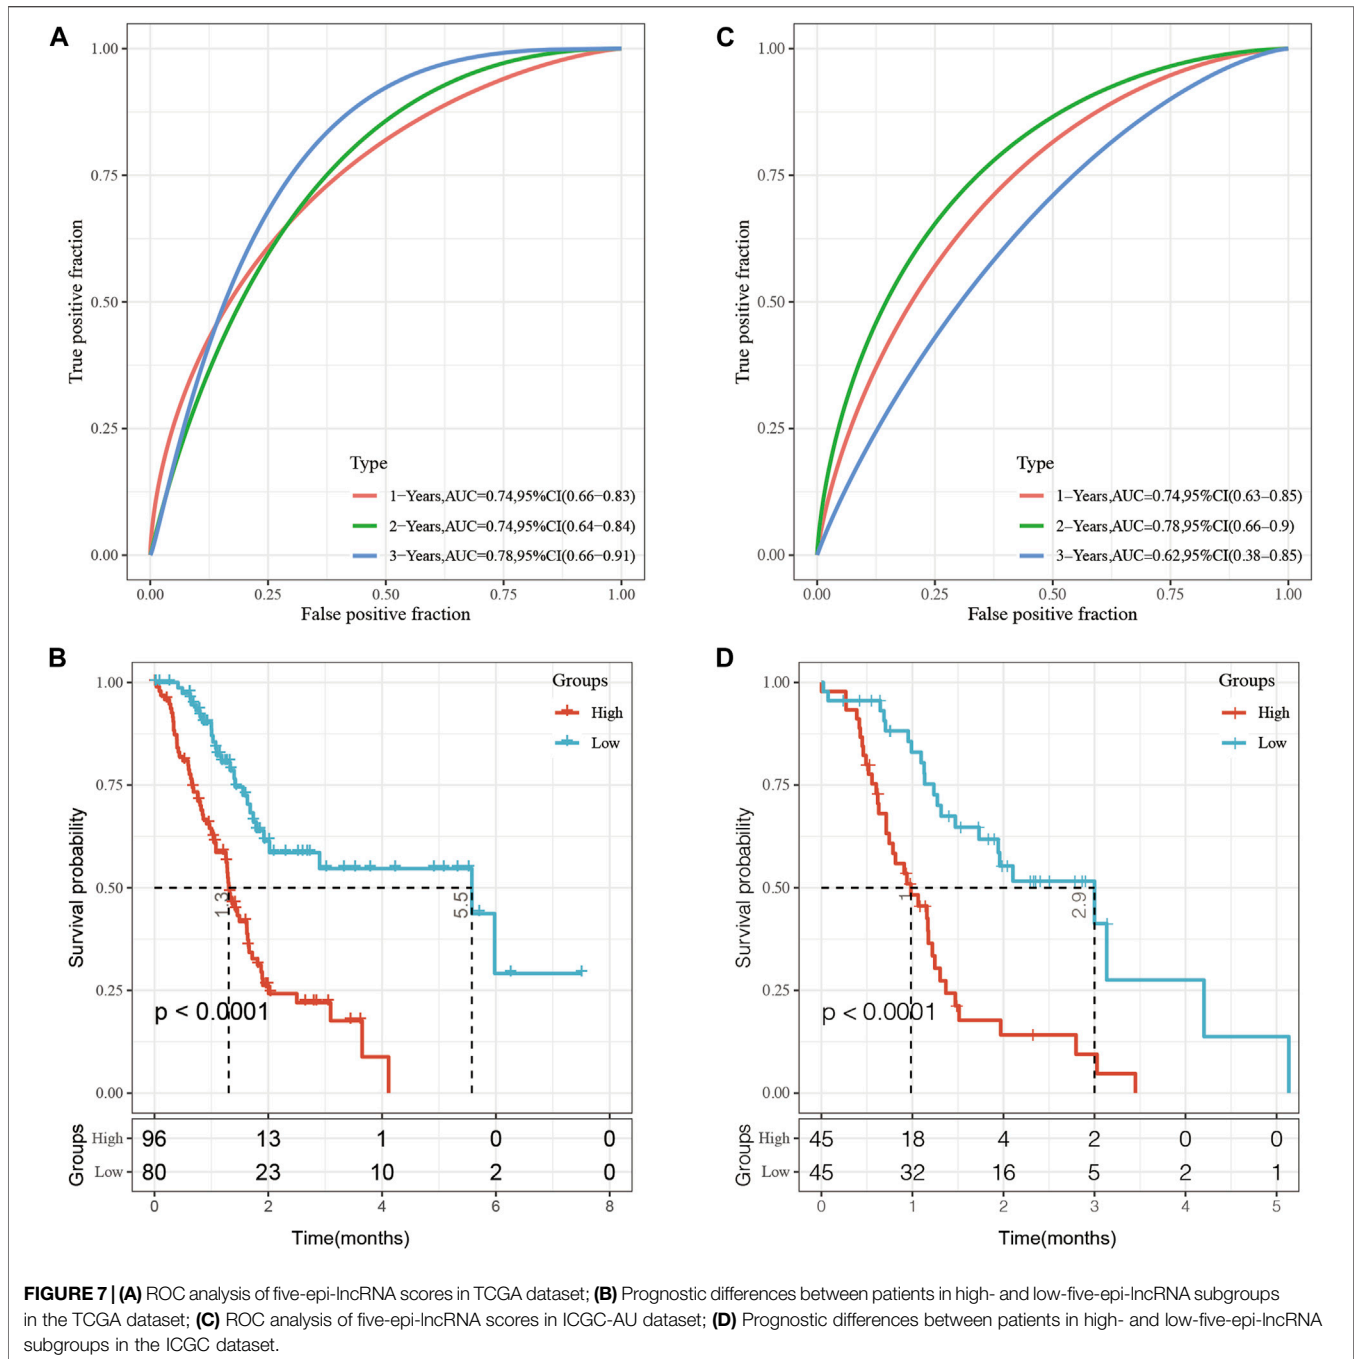 A
1.00
0.75
0.50
0.25
0.00
True positive fraction
Type
1−Years,AUC=0.74,95%CI(0.66−0.83)
2−Years,AUC=0.74,95%CI(0.64−0.84)
3−Years,AUC=0.78,95%CI(0.66−0.91)
0.00 0.25 0.50 0.75 1.00
False positive fraction
C
1.00
0.75
0.50
0.25
0.00
True positive fraction
Type
1−Years,AUC=0.74,95%CI(0.63−0.85)
2−Years,AUC=0.78,95%CI(0.66−0.9)
3−Years,AUC=0.62,95%CI(0.38−0.85)
0.00 0.25 0.50 0.75 1.00
False positive fraction
B
1.00
0.75
0.50
0.25
0.00
Survival probability
Groups
High
Low
1.3
5.5
p < 0.0001
Groups
High 96 13 1 0 0
Low 80 23 10 2 0
0 2 4 6 8
Time(months)
D
1.00
0.75
0.50
0.25
0.00
Survival probability
Groups
High
Low
1
2.9
p < 0.0001
Groups
High 45 18 4 2 0 0
Low 45 32 16 5 2 1
0 1 2 3 4 5
Time(months)
FIGURE 7 | (A) ROC analysis of five-epi-lncRNA scores in TCGA dataset; (B) Prognostic differences between patients in high- and low-five-epi-lncRNA subgroups
in the TCGA dataset; (C) ROC analysis of five-epi-lncRNA scores in ICGC-AU dataset; (D) Prognostic differences between patients in high- and low-five-epi-lncRNA
subgroups in the ICGC dataset.